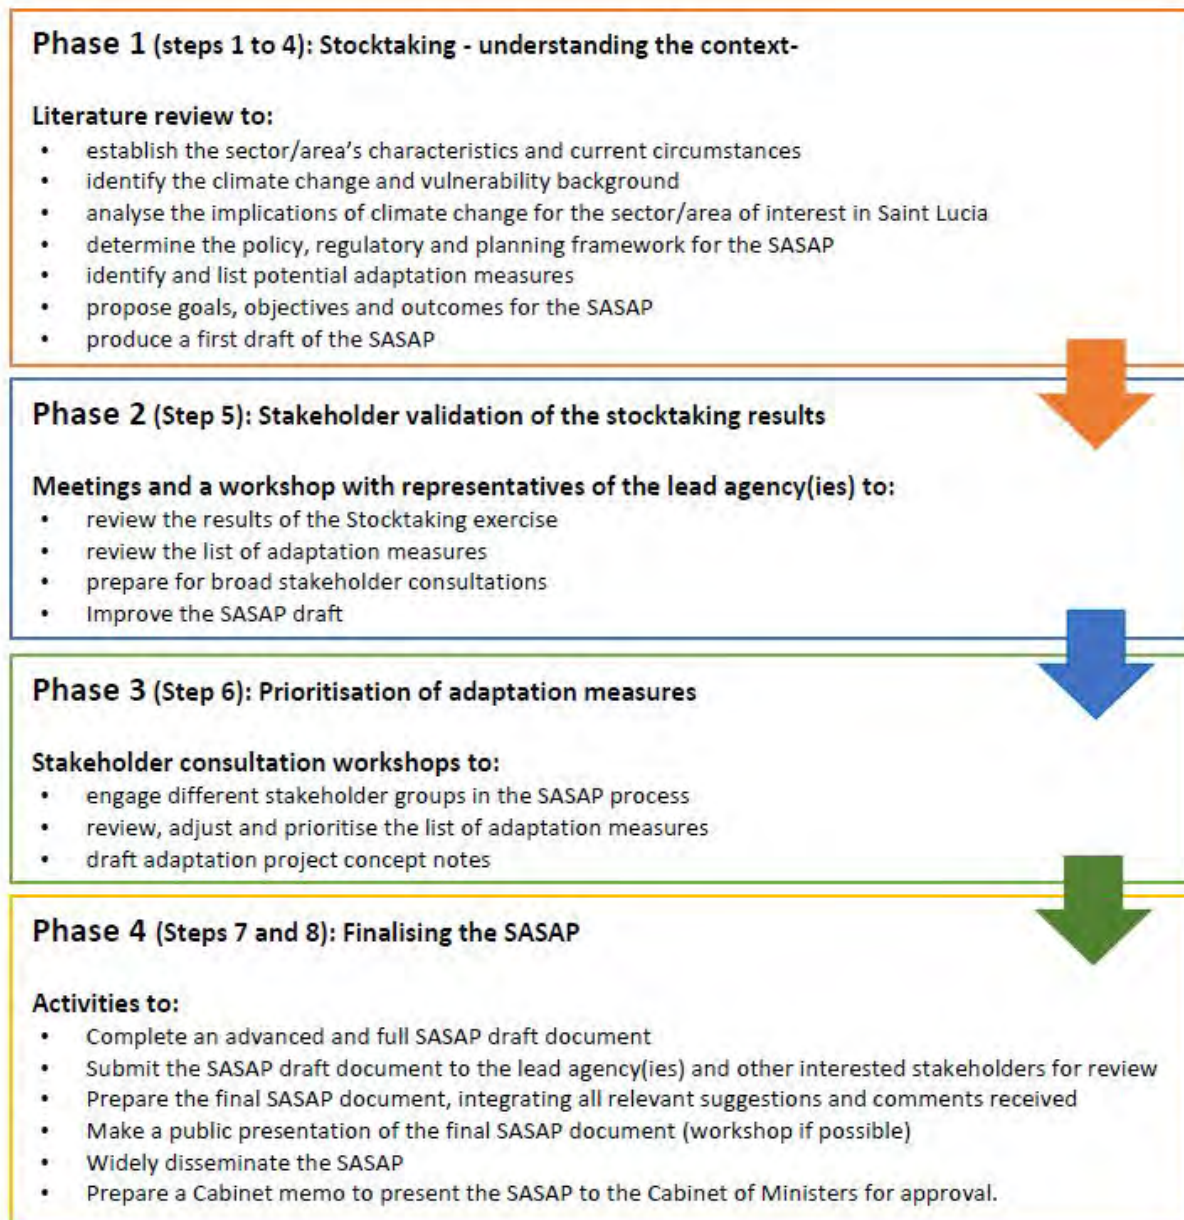 Phase 1 (steps 1 to 4): Stocktaking - understanding the context-
Literature review to:
• establish the sector/area's characteristics and current circumstances
• identify the climate change and vulnerability background
• analyse the implications of climate change for the sector/area of interest in Saint Lucia
• determine the policy, regulatory and planning framework for the SASAP
• identify and list potential adaptation measures
• propose goals, objectives and outcomes for the SASAP
• produce a first draft of the SASAP
Phase 2 (Step 5): Stakeholder validation of the stocktaking results
Meetings and a workshop with representatives of the lead agency(ies) to:
• review the results of the Stocktaking exercise
• review the list of adaptation measures
• prepare for broad stakeholder consultations
• Improve the SASAP draft
Phase 3 (Step 6): Prioritisation of adaptation measures
Stakeholder consultation workshops to:
• engage different stakeholder groups in the SASAP process
• review, adjust and prioritise the list of adaptation measures
• draft adaptation project concept notes
Phase 4 (Steps 7 and 8): Finalising the SASAP
Activities to:
• Complete an advanced and full SASAP draft document
• Submit the SASAP draft document to the lead agency(ies) and other interested stakeholders for review
• Prepare the final SASAP document, integrating all relevant suggestions and comments received
• Make a public presentation of the final SASAP document (workshop if possible)
• Widely disseminate the SASAP
• Prepare a Cabinet memo to present the SASAP to the Cabinet of Ministers for approval.